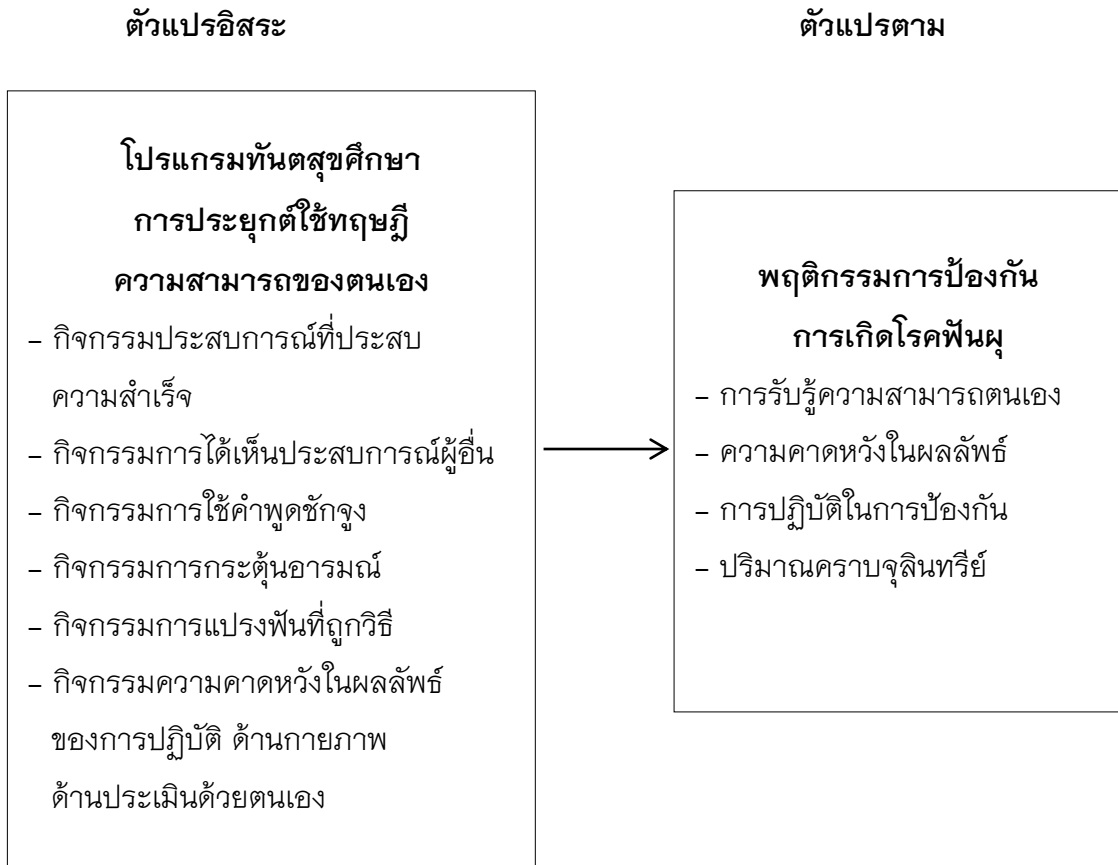 ตัวแปรอิสระ
ตัวแปรตาม
โปรแกรมทันตสุขศึกษา
การประยุกต์ใช้ทฤษฎี
ความสามารถของตนเอง
– กิจกรรมประสบการณ์ที่ประสบ
ความสำเร็จ
– กิจกรรมการได้เห็นประสบการณ์ผู้อื่น
– กิจกรรมการใช้คำพูดชักจูง
– กิจกรรมการกระตุ้นอารมณ์
– กิจกรรมการแปรงฟันที่ถูกวิธี
– กิจกรรมความคาดหวังในผลลัพธ์
ของการปฏิบัติ ด้านกายภาพ
ด้านประเมินด้วยตนเอง
พฤติกรรมการป้องกัน
การเกิดโรคฟันผุ
– การรับรู้ความสามารถตนเอง
– ความคาดหวังในผลลัพธ์
– การปฏิบัติในการป้องกัน
– ปริมาณคราบจุลินทรีย์